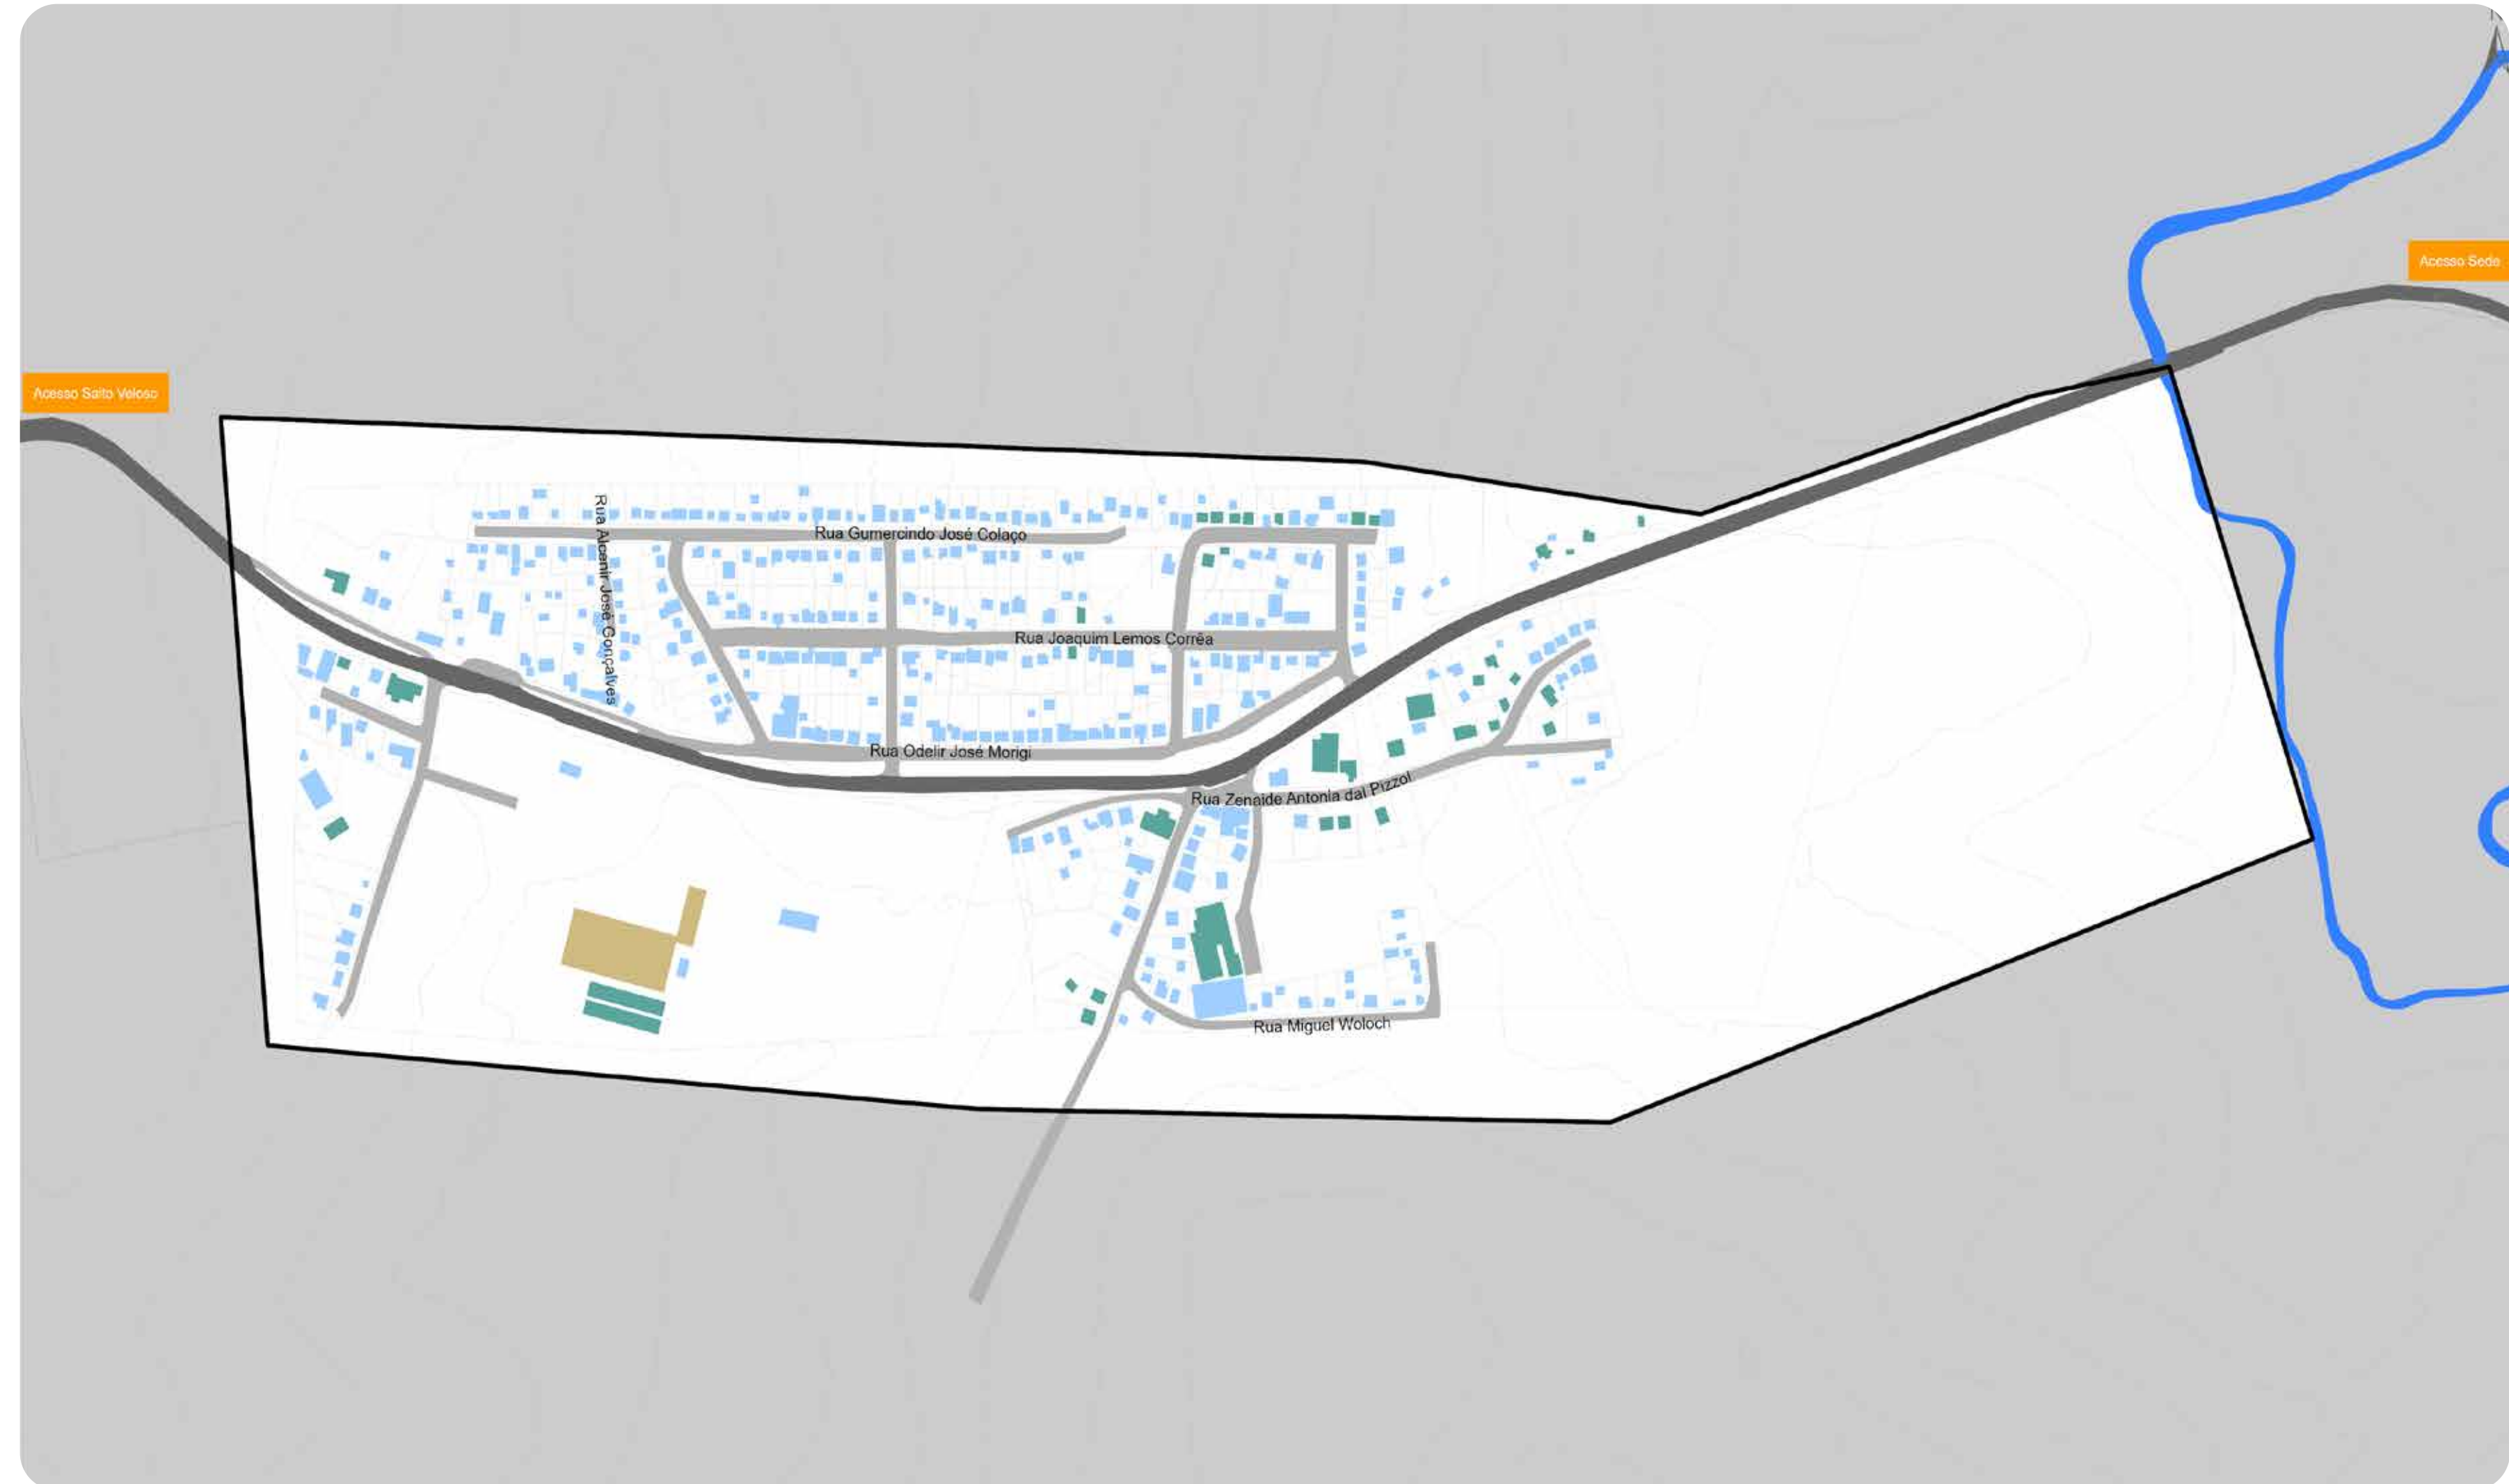 Acesso Sede
Acesso Salto Veloso
Rua Alcenir José Gonçalves
Rua Gumercindo José Colaço
Rua Joaquim Lemos Corrêa
Rua Odelir José Morigi
Rua Zenaide Antonia dal Pizzol
Rua Miguel Woloch